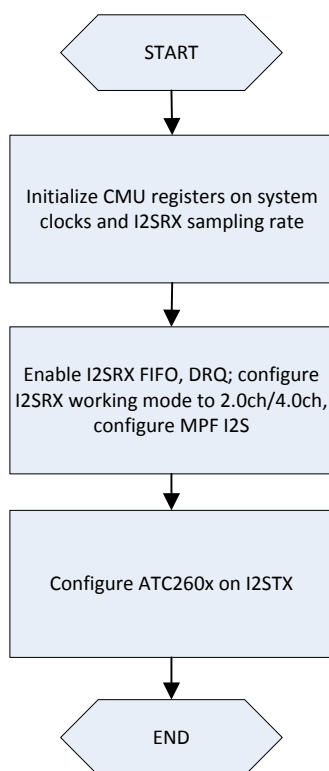 START
Initialize CMU registers on system
clocks and I2SRX sampling rate
Enable I2SRX FIFO, DRQ; configure
I2SRX working mode to 2.0ch/4.0ch,
configure MPF I2S
Configure ATC260x on I2STX
END